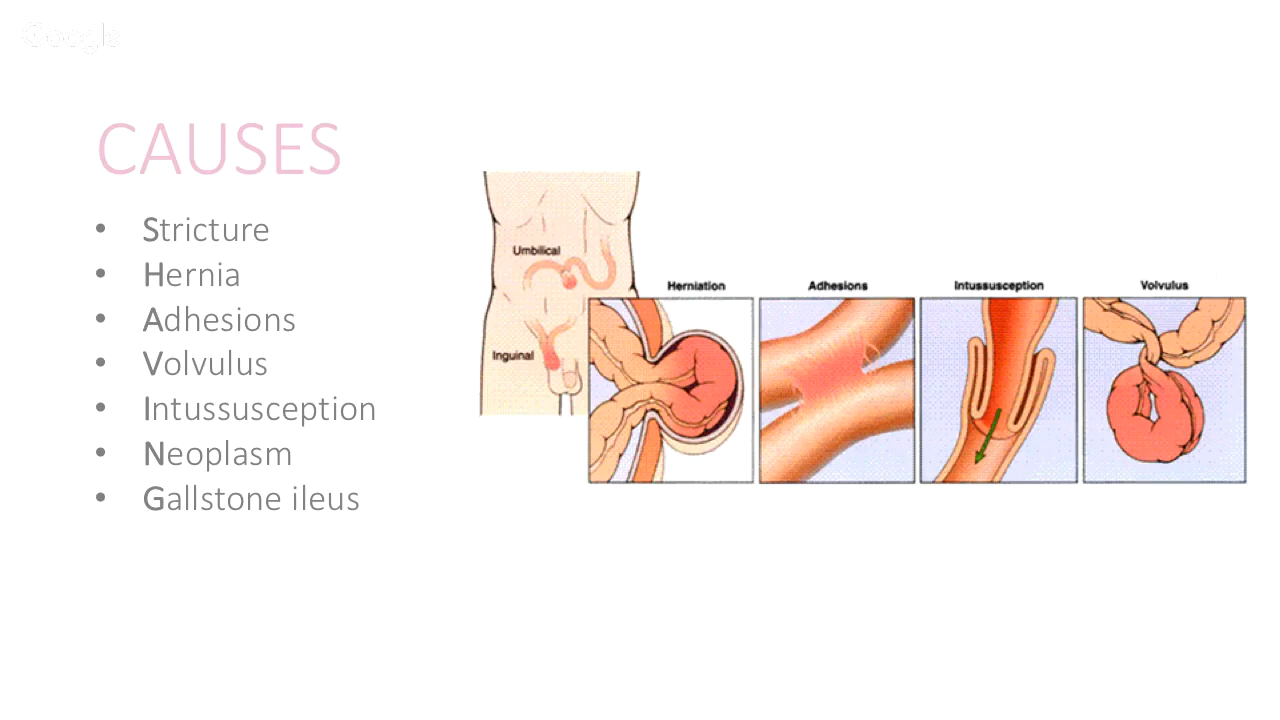 CAUSES
• Stricture
• Hernia
• Adhesions
• Volvulus
• Intussusception
• Neoplasm
• Gallstone ileus
Umbilical
Inguinal
Herniation
Adhesions
Intussusception
Volvulus